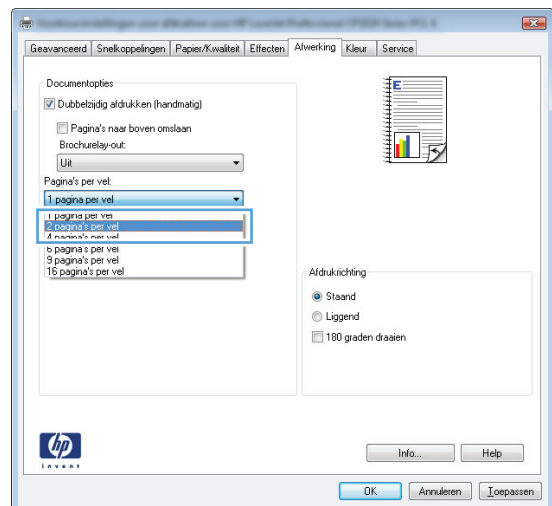 Geavanceerd Snelkoppelingen Papier/Kwaliteit Effecten Afwerking Kleur Service
Documentopties
Dubbelzijdig afdrukken (handmatig)
Pagina's naar boven omslaan
Brochurelay-out:
Uit
Pagina's per vel:
1 pagina per vel
1 pagina per vel
2 pagina's per vel
4 pagina's per vel
6 pagina's per vel
9 pagina's per vel
16 pagina's per vel
E
Afdrukrichting
Staand
Liggend
180 graden draaien
hp
invent
Info... Help
OK Annuleren Toepassen